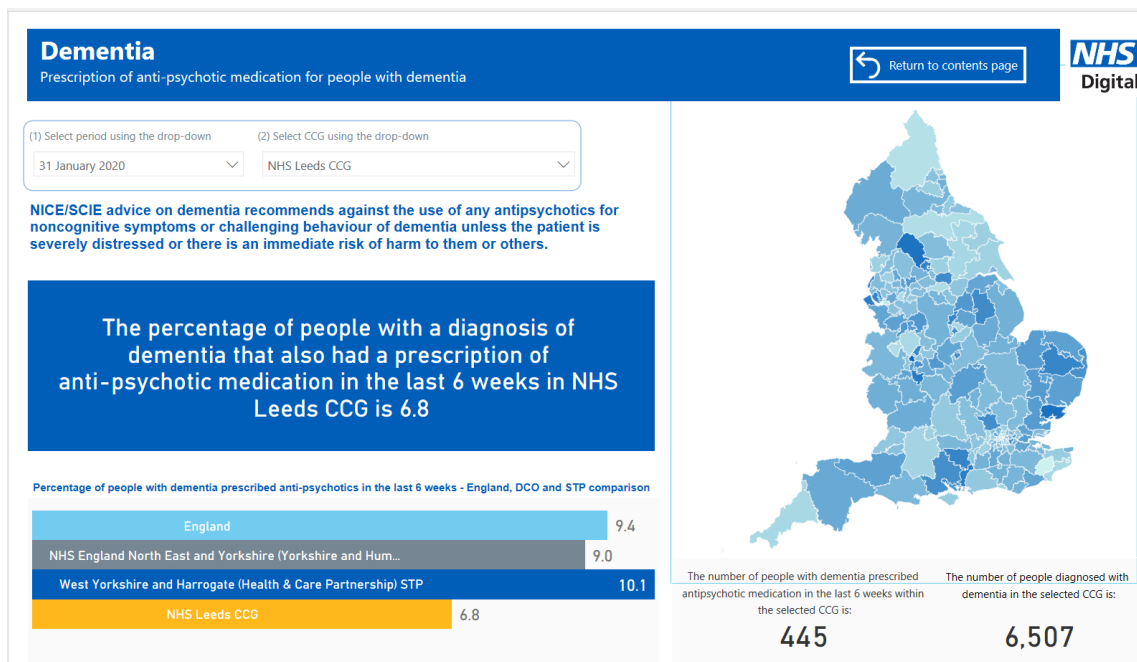 Dementia
Prescription of anti-psychotic medication for people with dementia
Return to contents page
NHS
Digital
(1) Select period using the drop-down
(2) Select CCG using the drop-down
31 January 2020
NHS Leeds CCG
NICE/SCIE advice on dementia recommends against the use of any antipsychotics for
noncognitive symptoms or challenging behaviour of dementia unless the patient is
severely distressed or there is an immediate risk of harm to them or others.
The percentage of people with a diagnosis of
dementia that also had a prescription of
anti-psychotic medication in the last 6 weeks in NHS
Leeds CCG is 6.8
Percentage of people with dementia prescribed anti-psychotics in the last 6 weeks - England, DCO and STP comparison
England 9.4
NHS England North East and Yorkshire (Yorkshire and Hum... 9.0
West Yorkshire and Harrogate (Health & Care Partnership) STP 10.1
NHS Leeds CCG 6.8
The number of people with dementia prescribed
antipsychotic medication in the last 6 weeks within
the selected CCG is:
445
The number of people diagnosed with
dementia in the selected CCG is:
6,507